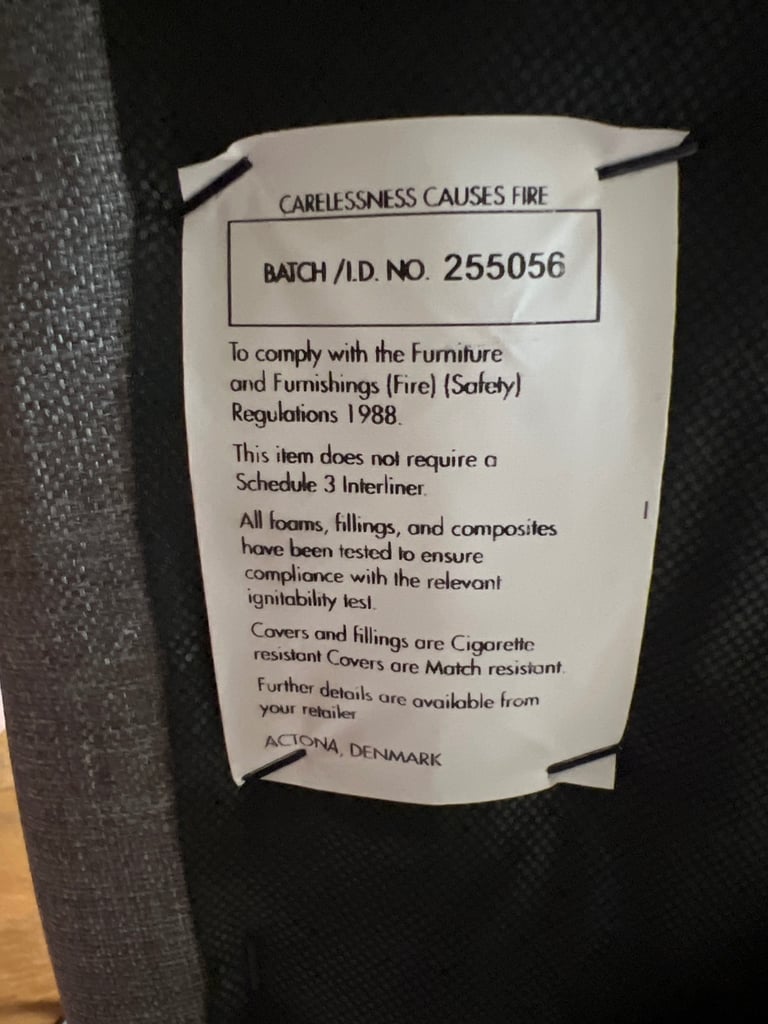 CARELESSNESS CAUSES FIRE
BATCH /I.D. NO. 255056
To comply with the Furniture
and Furnishings (Fire) (Safety)
Regulations 1988.
This item does not require a
Schedule 3 Interliner.
All foams, fillings, and composites
have been tested to ensure
compliance with the relevant
ignitability test.
Covers and fillings are Cigarette
resistant Covers are Match resistant.
Further details are available from
your retailer
ACTONA, DENMARK